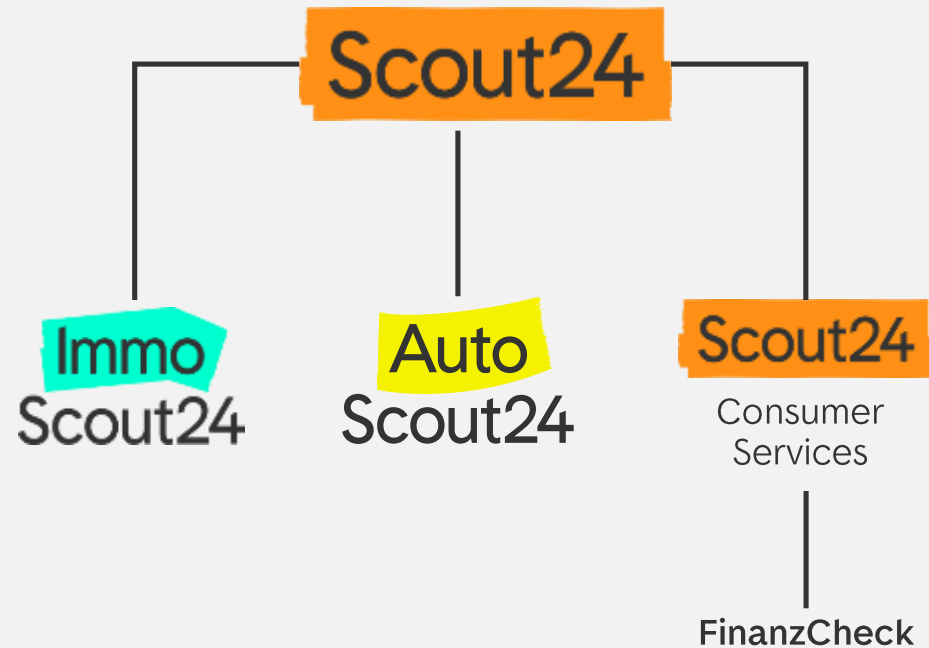 Scout24
Immo
Scout24
Auto
Scout24
Scout24
Consumer
Services
FinanzCheck